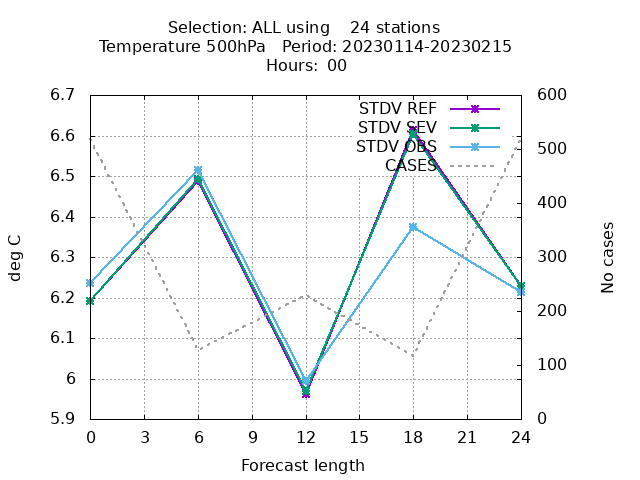 Selection: ALL using    24 stations
Temperature 500hPa   Period: 20230114-20230215
Hours:  00
6.7
6.6
6.5
6.4
6.3
6.2
6.1
6
5.9
600
500
400
300
200
100
0
STDV REF
STDV SEV
STDV OBS
CASES
deg C
No cases
0 3 6 9 12 15 18 21 24
Forecast length